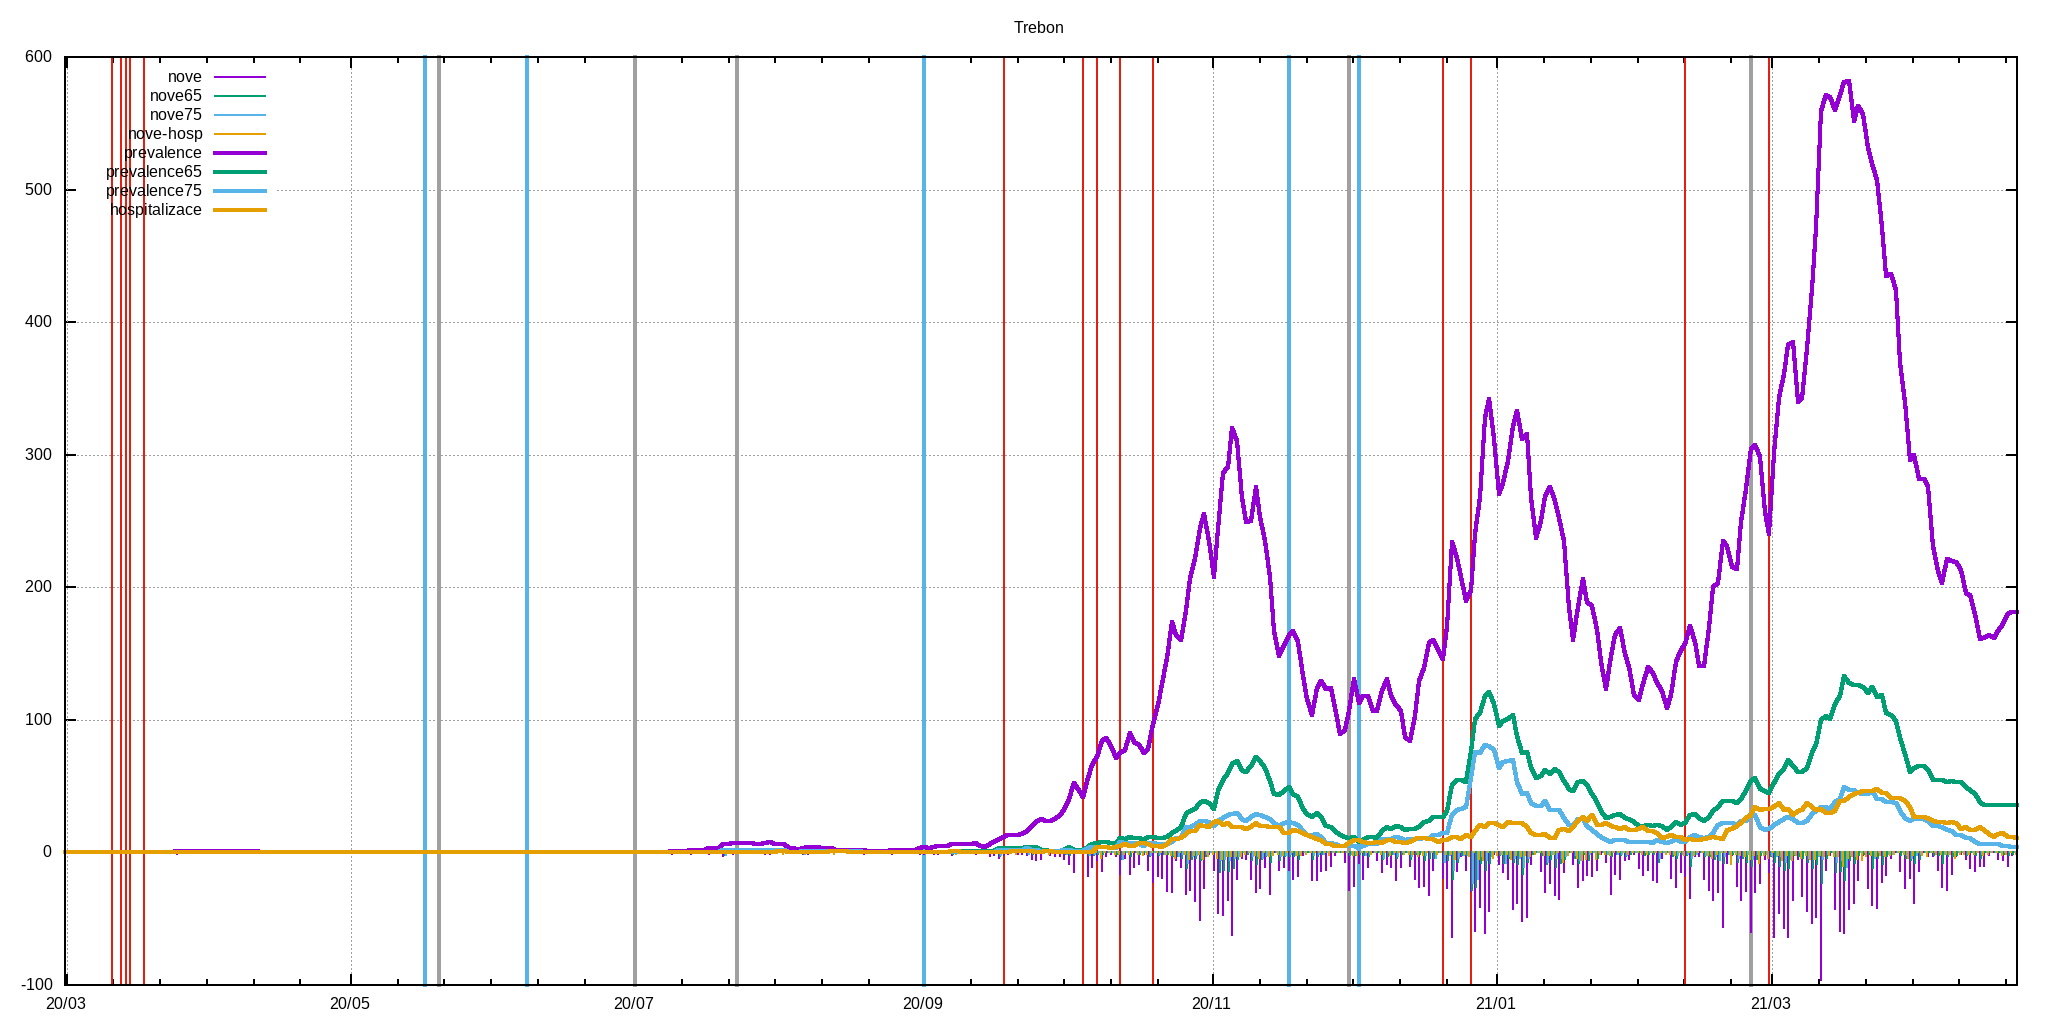 Trebon
600
500
400
300
200
100
0
-100
nove
nove65
nove75
nove-hosp
prevalence
prevalence65
prevalence75
hospitalizace
20/03 20/05 20/07 20/09 20/11 21/01 21/03